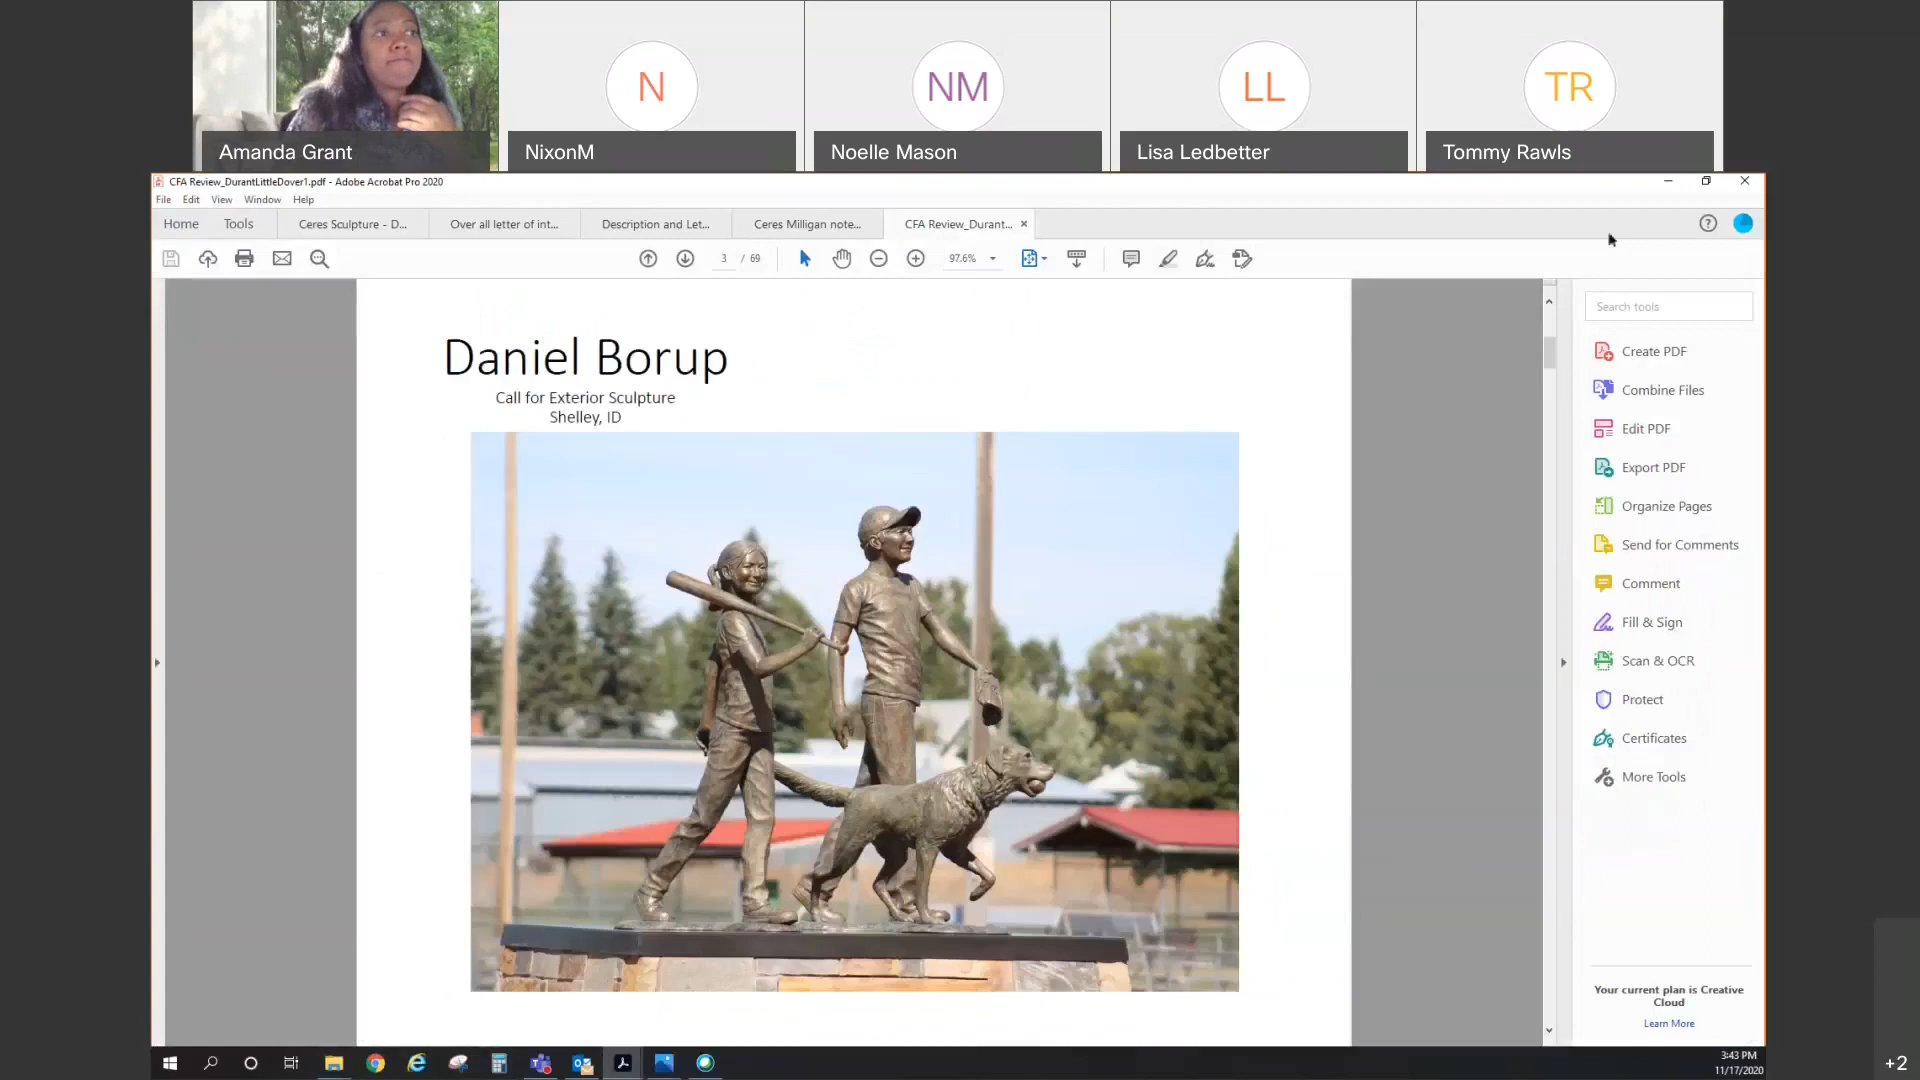 N
NM
LL
TR
Amanda Grant
NixonM
Noelle Mason
Lisa Ledbetter
Tommy Rawls
CFA Review_DurantLittleDover1.pdf - Adobe Acrobat Pro 2020
File Edit View Window Help
Home Tools Ceres Sculpture - D... Over all letter of int... Description and Let... Ceres Milligan note... CFA Review_Durant... ×
3 / 69 97.6%
Search tools
Daniel Borup
Call for Exterior Sculpture
Shelley, ID
Create PDF
Combine Files
Edit PDF
Export PDF
Organize Pages
Send for Comments
Comment
Fill & Sign
Scan & OCR
Protect
Certificates
More Tools
Your current plan is Creative
Cloud
Learn More
3:43 PM
11/17/2020
+2